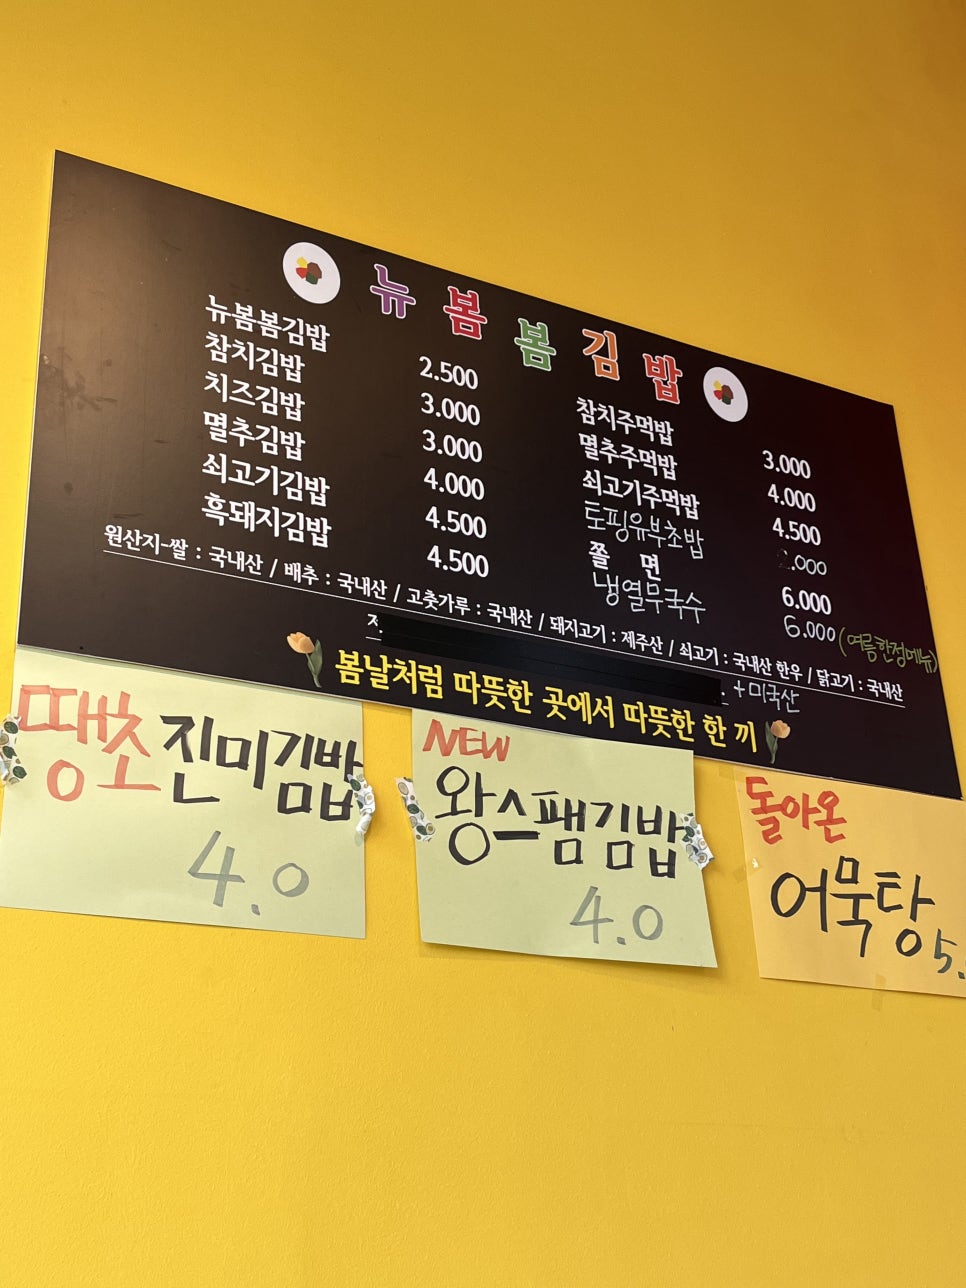 뉴봄봄김밥
뉴봄봄김밥 2.500
참치김밥 3.000
치즈김밥 3.000
멸추김밥 4.000
쇠고기김밥 4.500
흑돼지김밥 4.500
참치주먹밥 3.000
멸추주먹밥 4.000
쇠고기주먹밥 4.500
토핑유부초밥 .000
쫄 면 6.000
냉열무국수 6.000 (여름한정메뉴)
원산지-쌀 : 국내산 / 배추 : 국내산 / 고춧가루 : 국내산 / 돼지고기 : 제주산 / 쇠고기 : 국내산 한우 / 닭고기 : 국내산
+미국산
봄날처럼 따뜻한 곳에서 따뜻한 한 끼
땡초진미김밥
4.0
NEW
왕스팸김밥
4.0
돌아온
어묵탕
5.